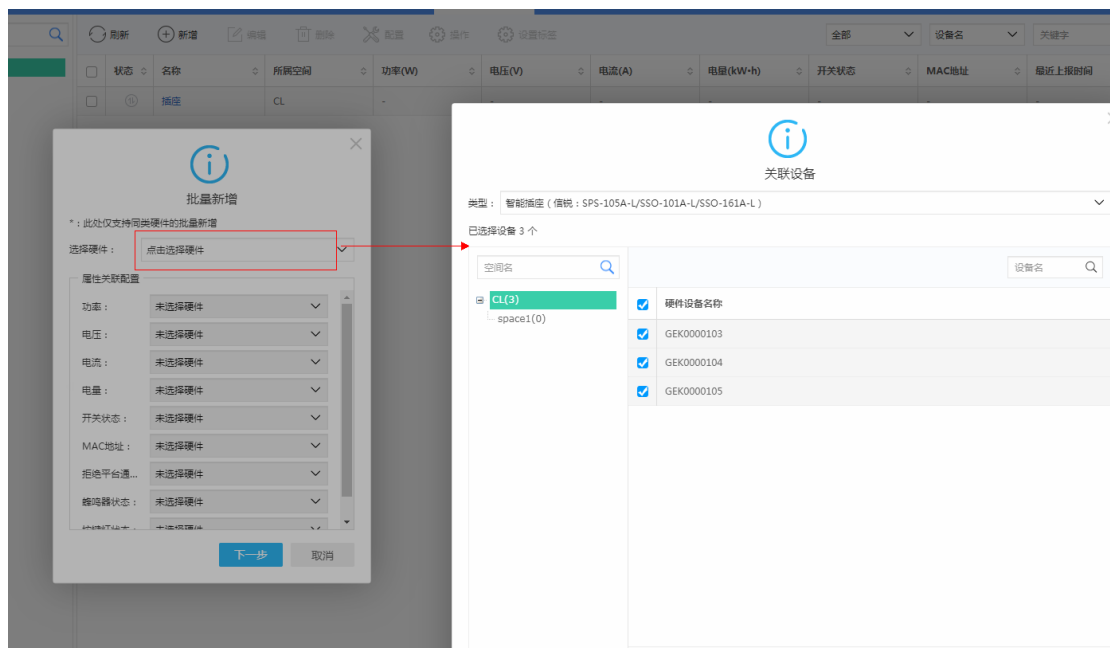 刷新 新增 编辑 删除 配置 操作 设置标签 全部 设备名 关键字
状态 名称 所属空间 功率(W) 电压(V) 电流(A) 电量(kW·h) 开关状态 MAC地址 最近上报时间
插座 CL - - - - - - -
批量新增
*：此处仅支持同类硬件的批量新增
选择硬件： 点击选择硬件
属性关联配置
功率： 未选择硬件
电压： 未选择硬件
电流： 未选择硬件
电量： 未选择硬件
开关状态： 未选择硬件
MAC地址： 未选择硬件
拒绝平台通... 未选择硬件
蜂鸣器状态： 未选择硬件
未选择硬件
下一步 取消
关联设备
类型： 智能插座（信锐：SPS-105A-L/SSO-101A-L/SSO-161A-L）
已选择设备 3 个
空间名
设备名
CL(3)
space1(0)
硬件设备名称
GEK0000103
GEK0000104
GEK0000105